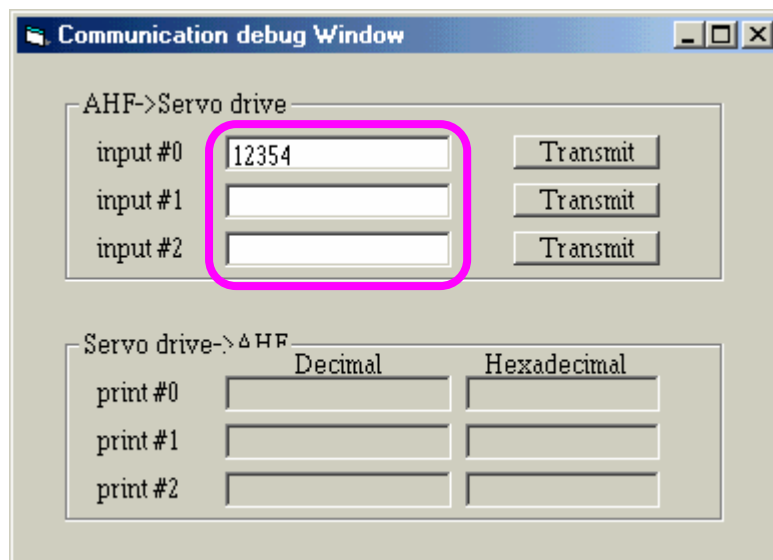 Communication debug Window
AHF->Servo drive
input #0 12354 Transmit
input #1 Transmit
input #2 Transmit
Servo drive->AHF
Decimal Hexadecimal
print #0
print #1
print #2